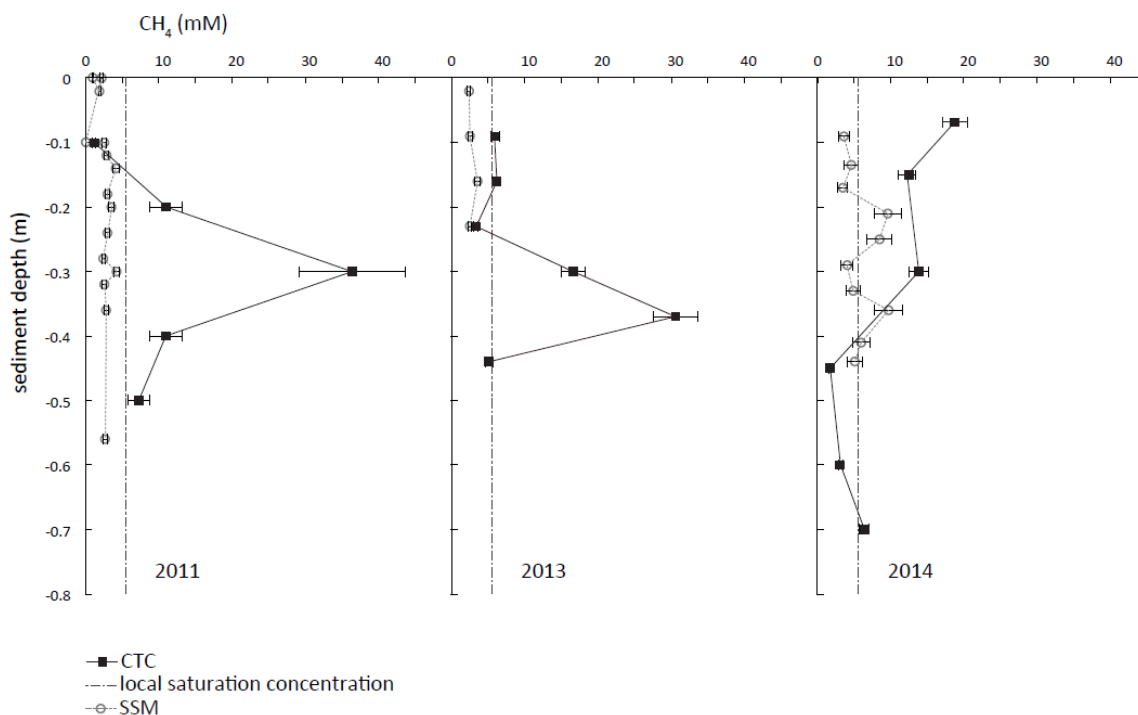 CH4 (mM)
0 10 20 30 40 0 10 20 30 40 0 10 20 30 40
0
-0.1
-0.2
-0.3
-0.4
-0.5
-0.6
-0.7
-0.8
sediment depth (m)
2011 2013 2014
CTC
local saturation concentration
SSM